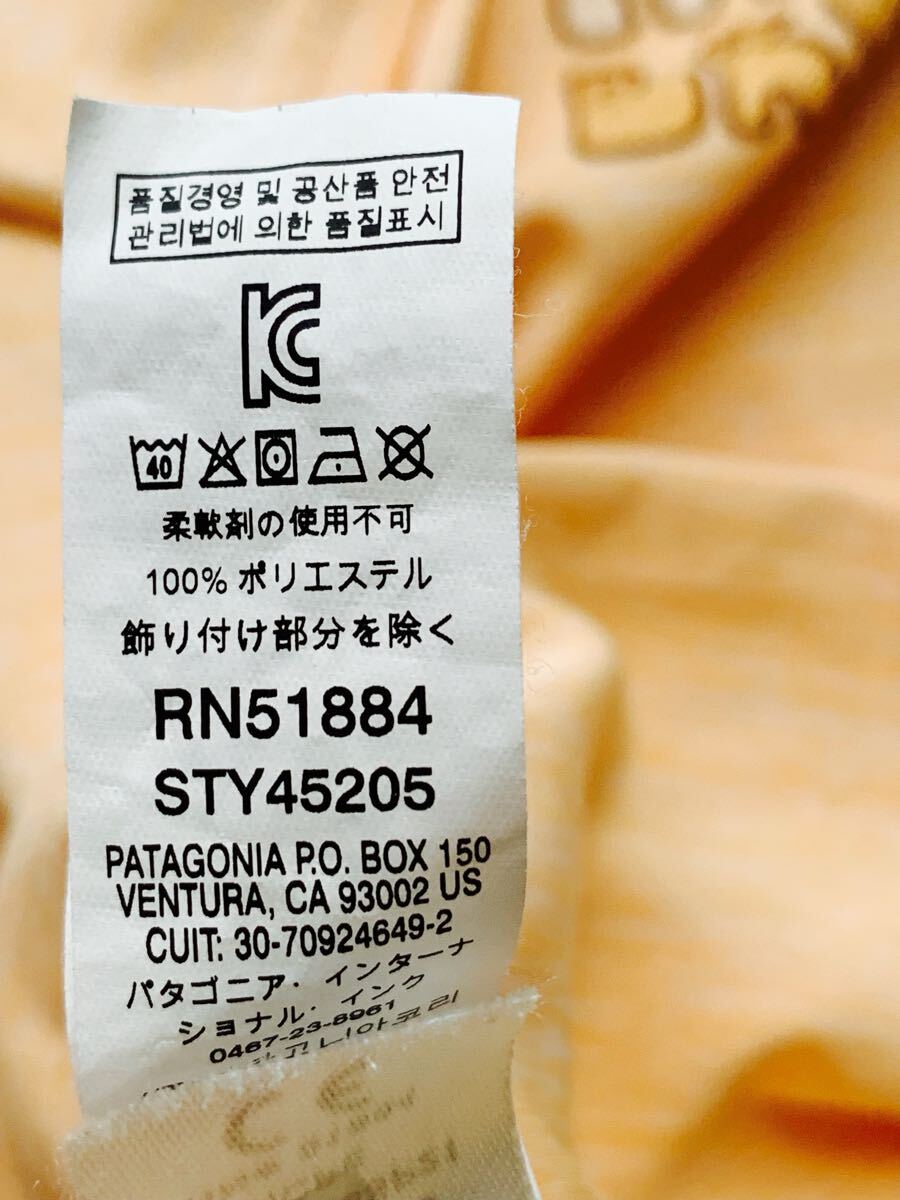 품질경영 및 공산품 안전
관리법에 의한 품질표시
KC
40
柔軟剤の使用不可
100% ポリエステル
飾り付け部分を除く
RN51884
STY45205
PATAGONIA P.O. BOX 150
VENTURA, CA 93002 US
CUIT: 30-70924649-2
パタゴニア・インターナ
ショナル・インク
0467-23-8961